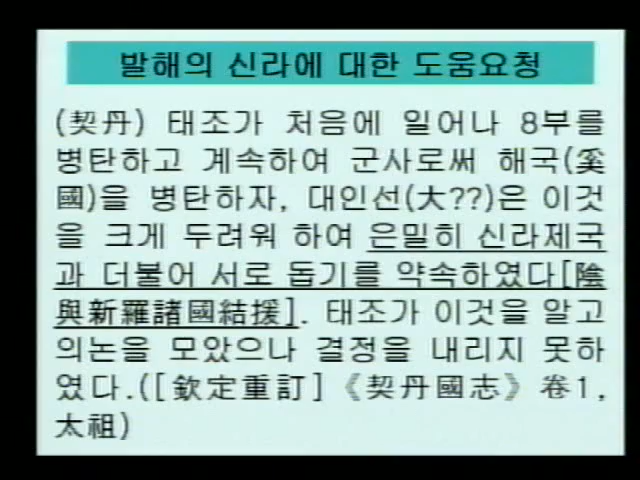 발해의 신라에 대한 도움요청
(契丹) 태조가 처음에 일어나 8부를
병탄하고 계속하여 군사로써 해국(奚
國)을 병탄하자, 대인선(大??)은 이것
을 크게 두려워 하여 은밀히 신라제국
과 더불어 서로 돕기를 약속하였다[陰
與新羅諸國結援]. 태조가 이것을 알고
의논을 모았으나 결정을 내리지 못하
였다.([欽定重訂]《契丹國志》卷1,
太祖)